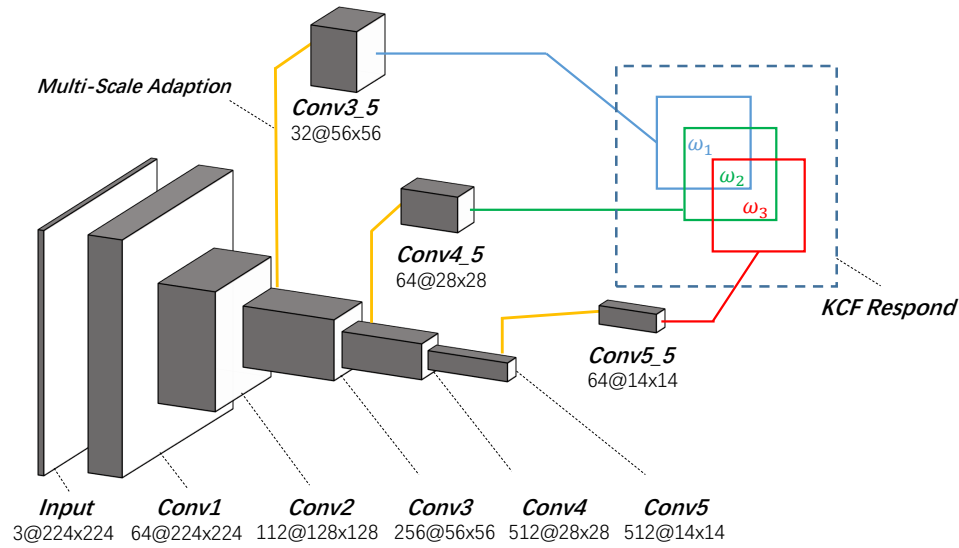 Multi-Scale Adaption
Conv3_5
32@56x56
ω1
ω2
ω3
Conv4_5
64@28x28
KCF Respond
Conv5_5
64@14x14
Input
3@224x224
Conv1
64@224x224
Conv2
112@128x128
Conv3
256@56x56
Conv4
512@28x28
Conv5
512@14x14